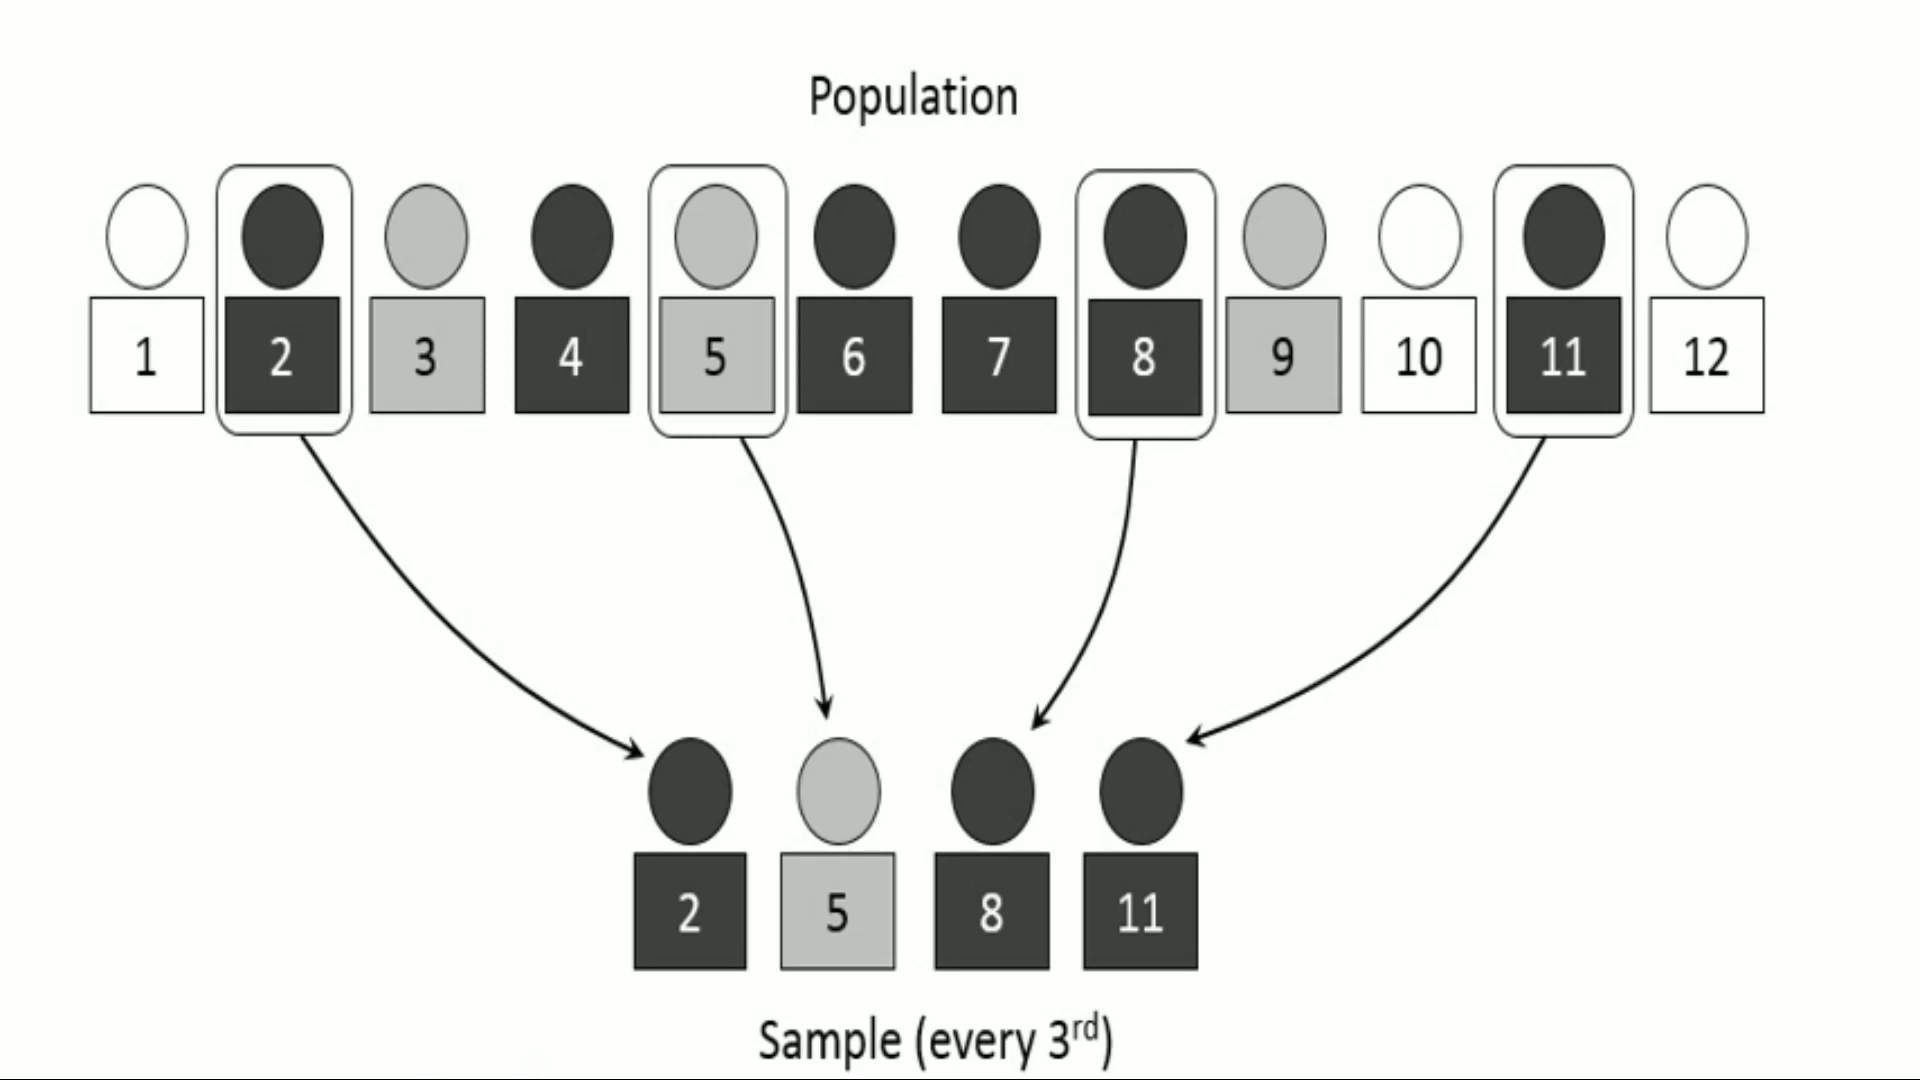 Population
1 2 3 4 5 6 7 8 9 10 11 12
2 5 8 11
Sample (every 3rd)